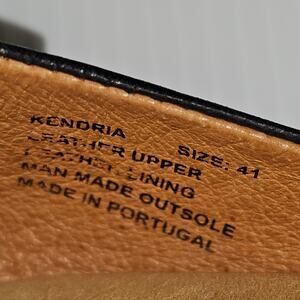 KENDRIA SIZE: 41
LEATHER UPPER
LEATHER LINING
MAN MADE OUTSOLE
MADE IN PORTUGAL